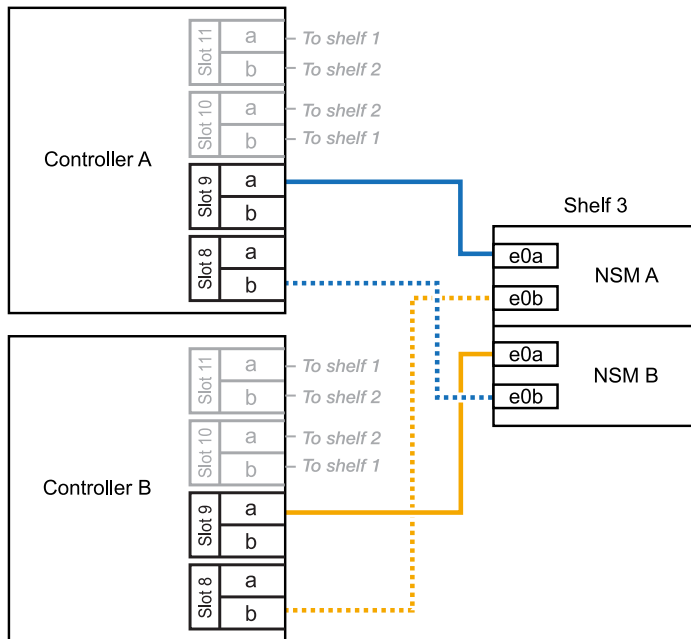 Controller A
Slot 11
a
To shelf 1
b
To shelf 2
Slot 10
a
To shelf 2
b
To shelf 1
Slot 9
a
b
Slot 8
a
b
Shelf 3
e0a
NSM A
e0b
e0a
NSM B
e0b
Controller B
Slot 11
a
To shelf 1
b
To shelf 2
Slot 10
a
To shelf 2
b
To shelf 1
Slot 9
a
b
Slot 8
a
b